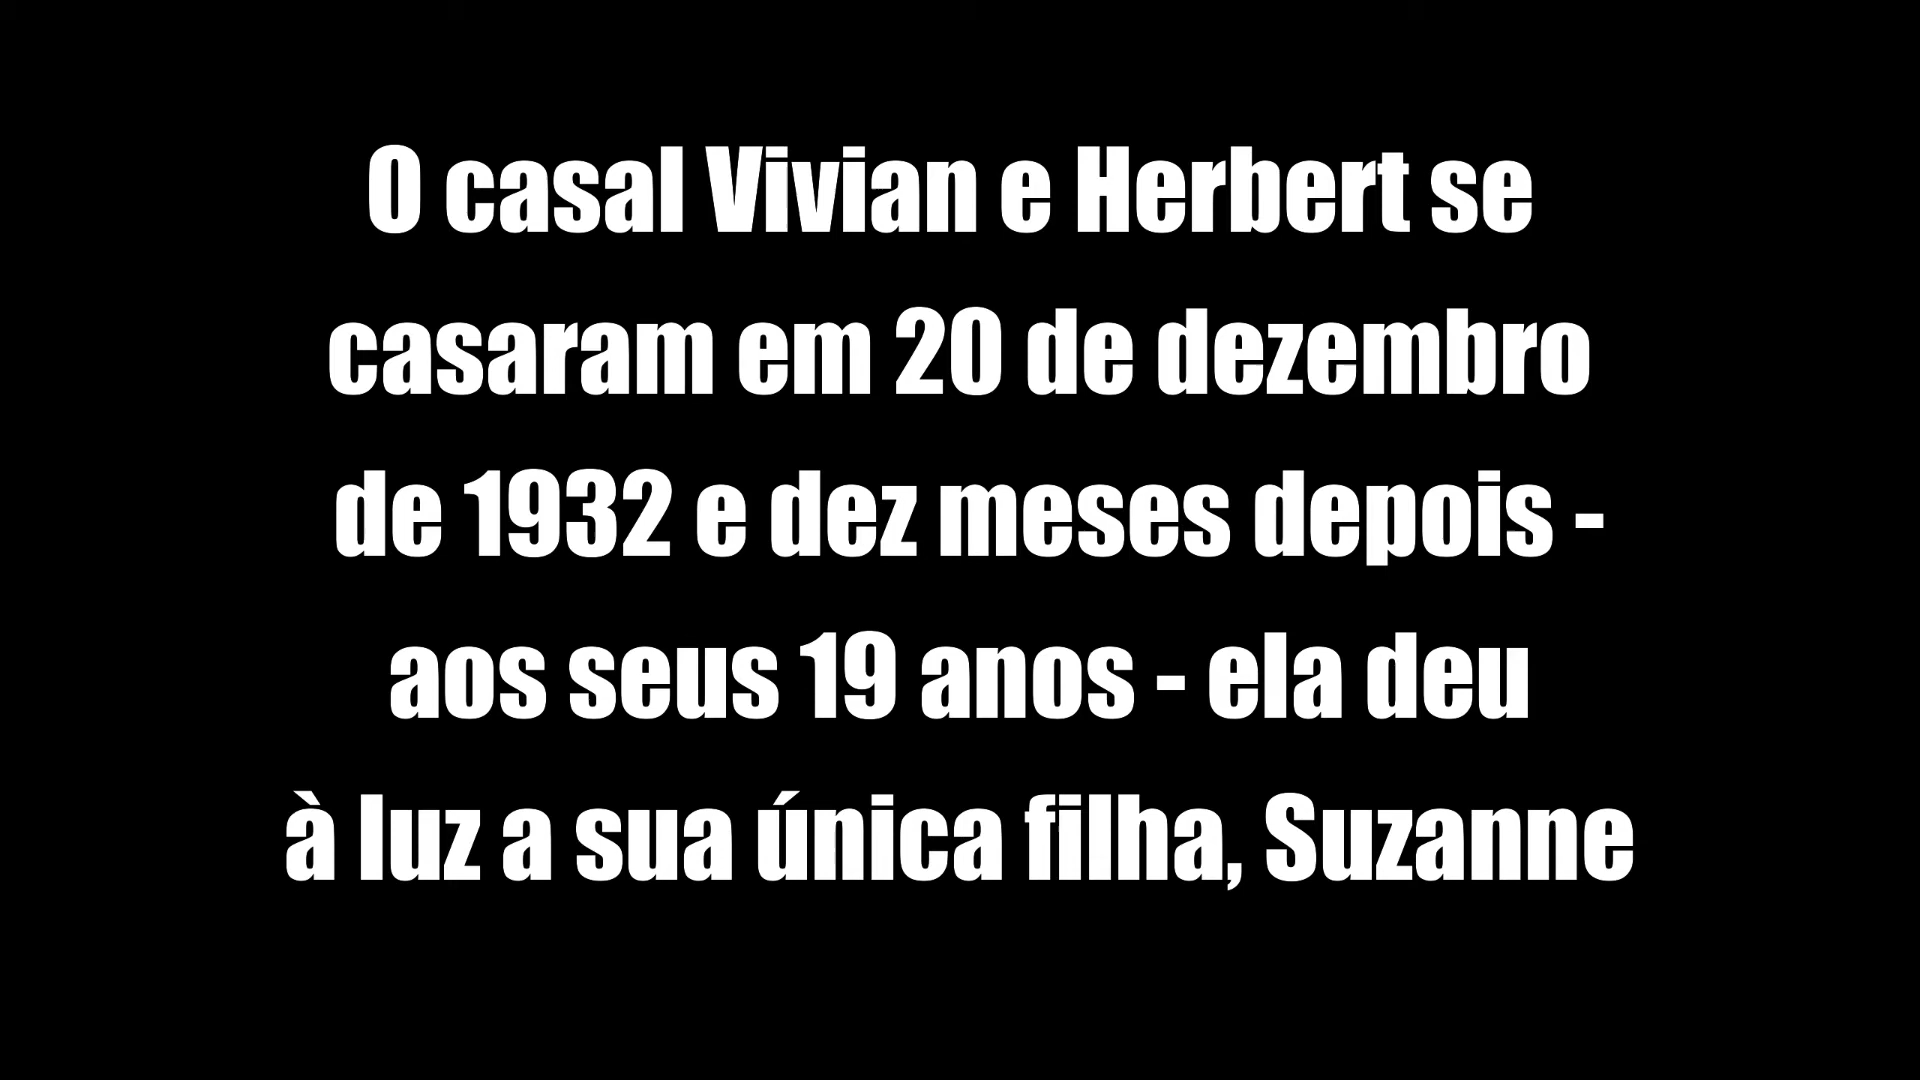 O casal Vivian e Herbert se
casaram em 20 de dezembro
de 1932 e dez meses depois -
aos seus 19 anos - ela deu
à luz a sua única filha, Suzanne